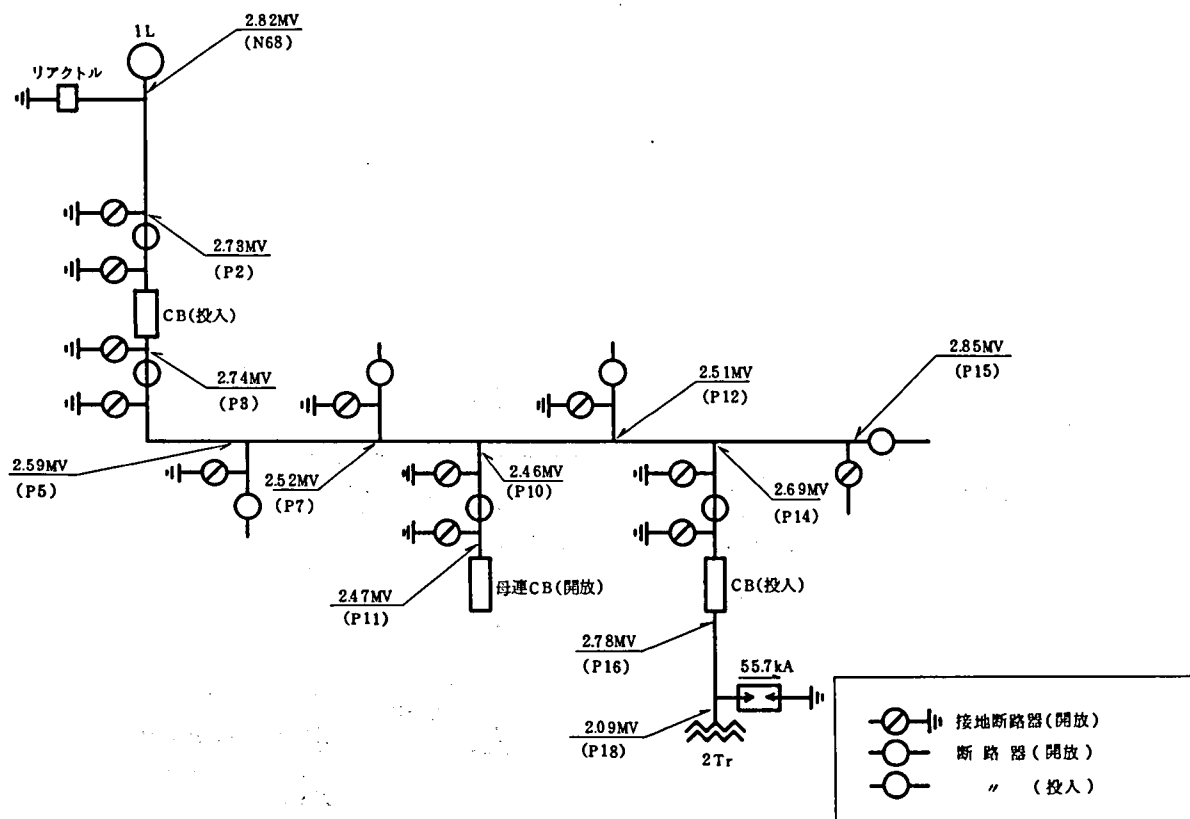 1L
2.82MV
(N68)
リアクトル
2.73MV
(P2)
CB(投入)
2.74MV
(P3)
2.85MV
(P15)
2.51MV
(P12)
2.59MV
(P5)
2.52MV
(P7)
2.46MV
(P10)
2.69MV
(P14)
母連CB(開放)
CB(投入)
2.47MV
(P11)
2.78MV
(P16)
55.7kA
2.09MV
(P18)
2Tr
接地断路器(開放)
断路器(開放)
〃 (投入)